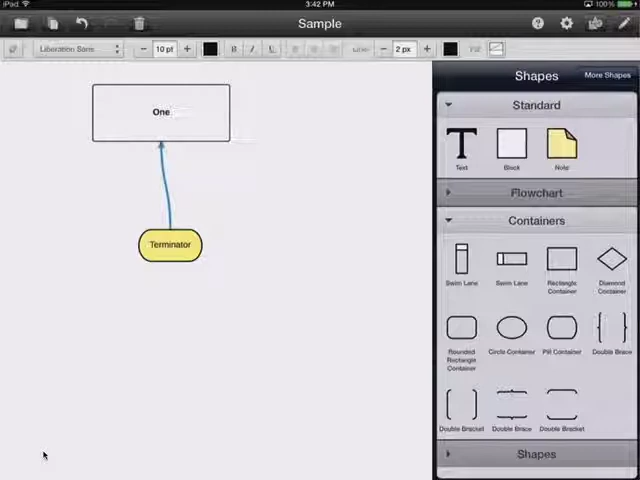 iPad
3:42 PM
100%
Sample
Liberation Sans
10 pt
B I U
Line:
2 px
Fill:
One
Terminator
Shapes
More Shapes
Standard
Text
Block
Note
Flowchart
Containers
Swim Lane
Swim Lane
Rectangle
Container
Diamond
Container
Rounded
Rectangle
Container
Circle Container
Pill Container
Double Brace
Double Bracket
Double Brace
Double Bracket
Shapes